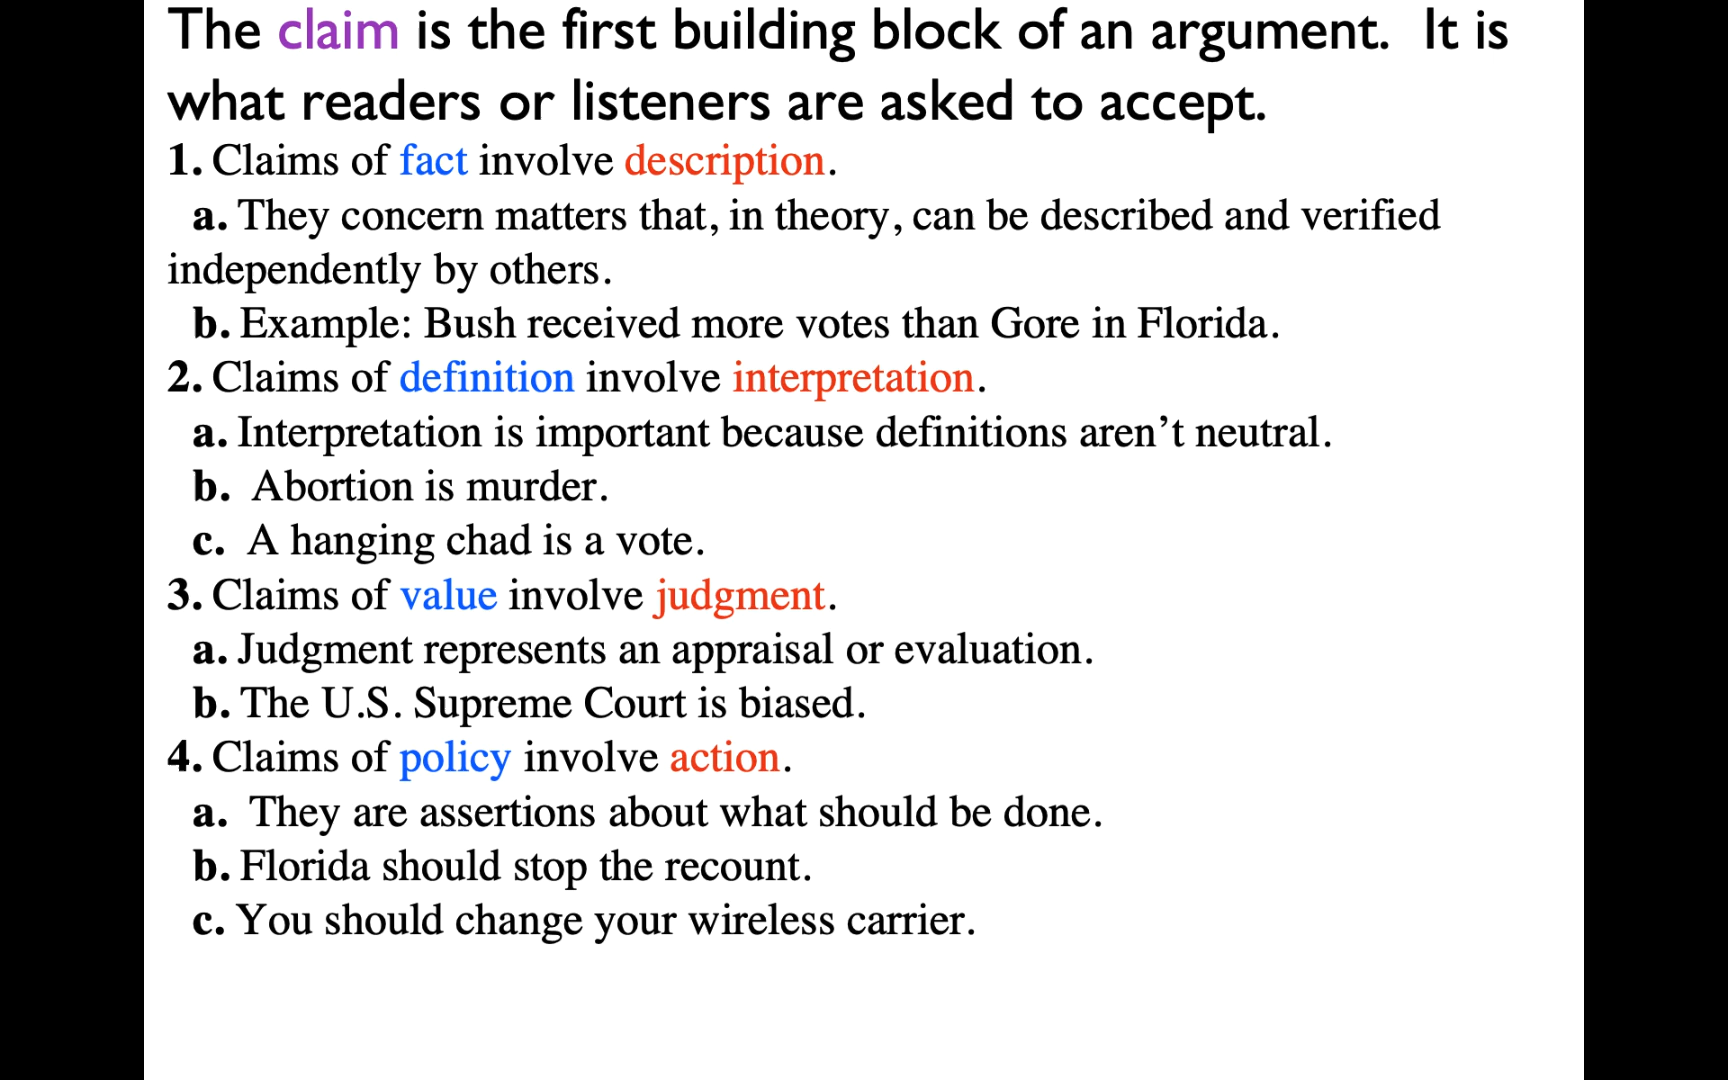 The claim is the first building block of an argument.  It is
what readers or listeners are asked to accept.
1. Claims of fact involve description.
a. They concern matters that, in theory, can be described and verified
independently by others.
b. Example: Bush received more votes than Gore in Florida.
2. Claims of definition involve interpretation.
a. Interpretation is important because definitions aren’t neutral.
b.  Abortion is murder.
c.  A hanging chad is a vote.
3. Claims of value involve judgment.
a. Judgment represents an appraisal or evaluation.
b. The U.S. Supreme Court is biased.
4. Claims of policy involve action.
a.  They are assertions about what should be done.
b. Florida should stop the recount.
c. You should change your wireless carrier.